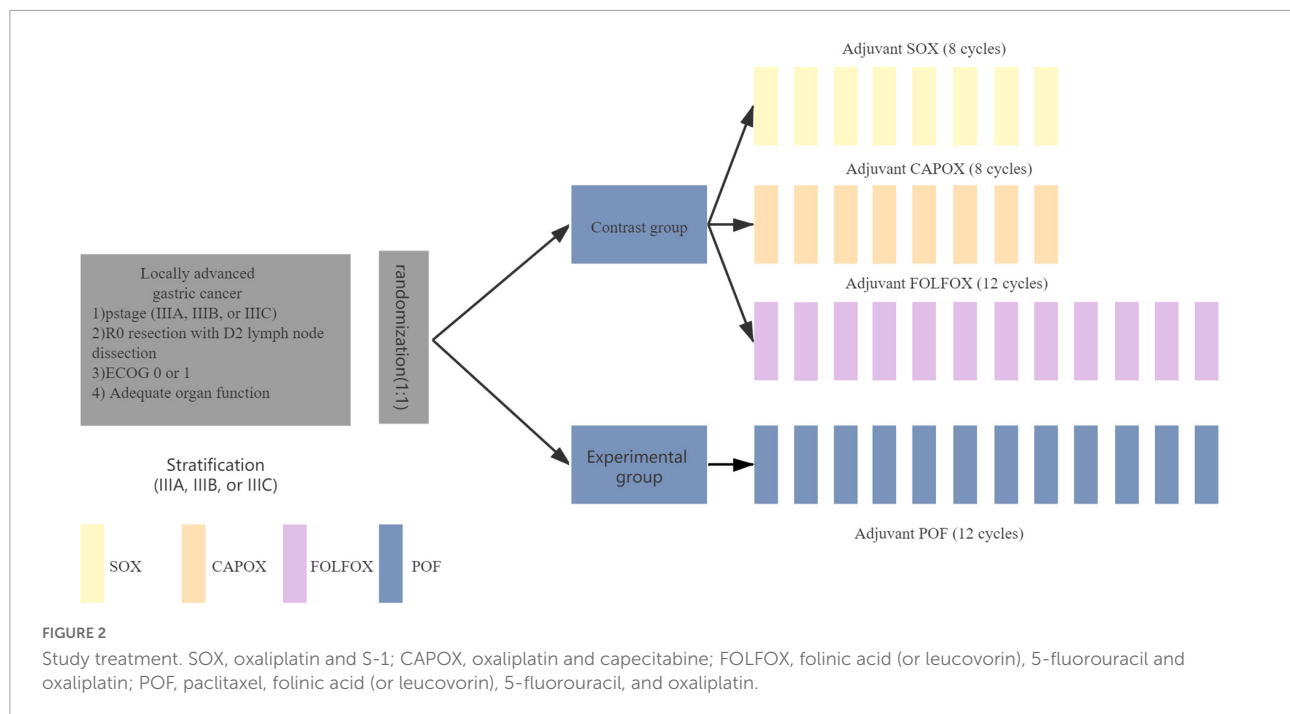 Adjuvant SOX (8 cycles)
Adjuvant CAPOX (8 cycles)
Contrast group
Adjuvant FOLFOX (12 cycles)
Locally advanced
gastric cancer
1)pstage (IIIA, IIIB, or IIIC)
2)R0 resection with D2 lymph node
dissection
3)ECOG 0 or 1
4) Adequate organ function
randomization(1:1)
Experimental
group
Adjuvant POF (12 cycles)
Stratification
(IIIA, IIIB, or IIIC)
SOX
CAPOX
FOLFOX
POF
FIGURE 2
Study treatment. SOX, oxaliplatin and S-1; CAPOX, oxaliplatin and capecitabine; FOLFOX, folinic acid (or leucovorin), 5-fluorouracil and
oxaliplatin; POF, paclitaxel, folinic acid (or leucovorin), 5-fluorouracil, and oxaliplatin.